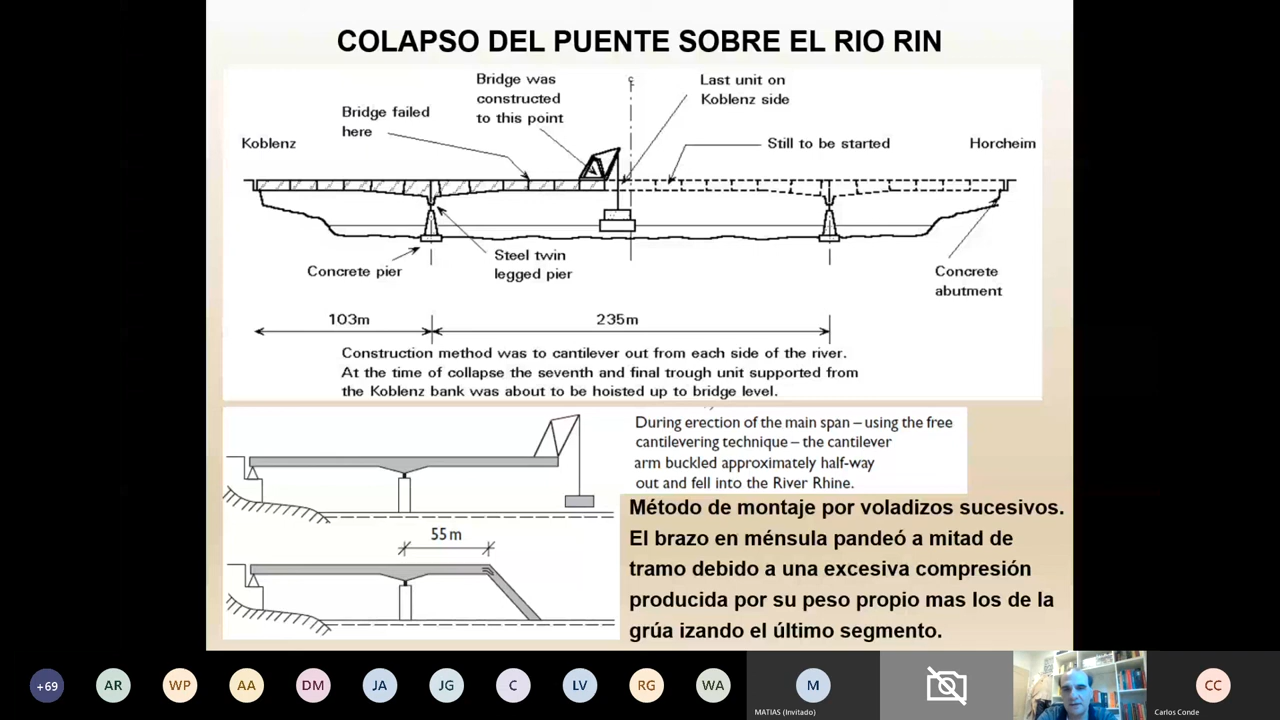 COLAPSO DEL PUENTE SOBRE EL RIO RIN
Bridge was
constructed
to this point
℄
Last unit on
Koblenz side
Bridge failed
here
Koblenz
Still to be started
Horcheim
Steel twin
legged pier
Concrete pier
Concrete
abutment
103m
235m
Construction method was to cantilever out from each side of the river.
At the time of collapse the seventh and final trough unit supported from
the Koblenz bank was about to be hoisted up to bridge level.
During erection of the main span – using the free
cantilevering technique – the cantilever
arm buckled approximately half-way
out and fell into the River Rhine.
55 m
Método de montaje por voladizos sucesivos.
El brazo en ménsula pandeó a mitad de
tramo debido a una excesiva compresión
producida por su peso propio mas los de la
grúa izando el último segmento.
+69
AR
WP
AA
DM
JA
JG
C
LV
RG
WA
M
CC
MATIAS (Invitado)
Carlos Conde